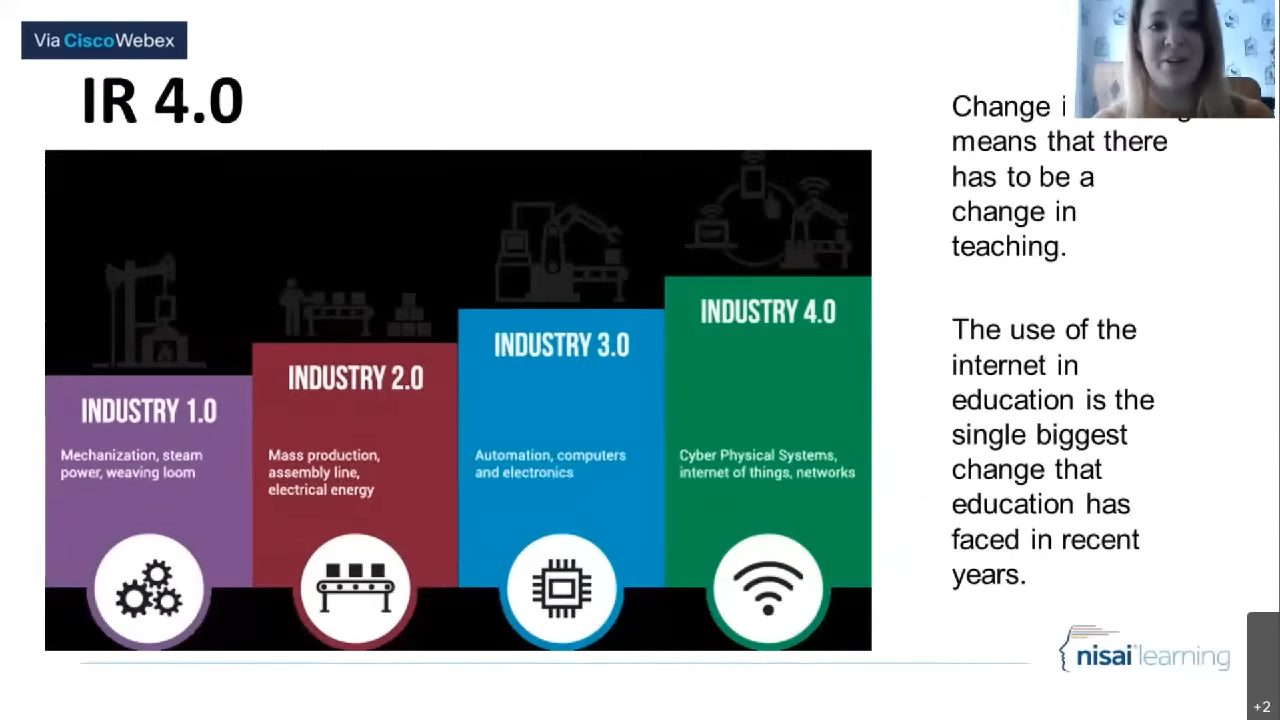 Via CiscoWebex
IR 4.0
Change i
means that there
has to be a
change in
teaching.
The use of the
internet in
education is the
single biggest
change that
education has
faced in recent
years.
INDUSTRY 1.0
Mechanization, steam
power, weaving loom
INDUSTRY 2.0
Mass production,
assembly line,
electrical energy
INDUSTRY 3.0
Automation, computers
and electronics
INDUSTRY 4.0
Cyber Physical Systems,
internet of things, networks
nisai learning
+2